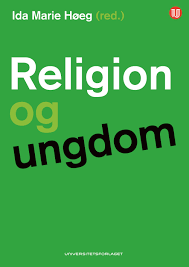 Ida Marie Høeg (red.)
Religion
og
ungdom
UNIVERSITETSFORLAGET